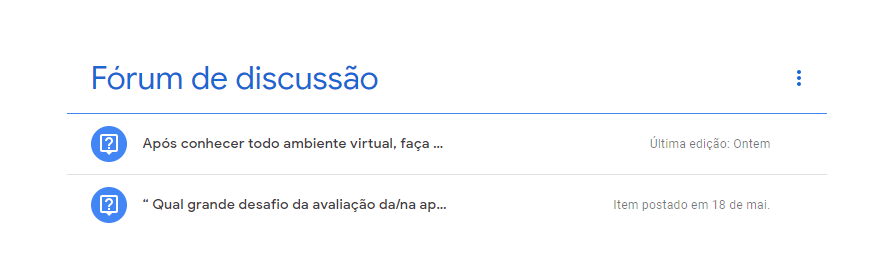 Fórum de discussão
Após conhecer todo ambiente virtual, faça ... Última edição: Ontem
“ Qual grande desafio da avaliação da/na ap... Item postado em 18 de mai.